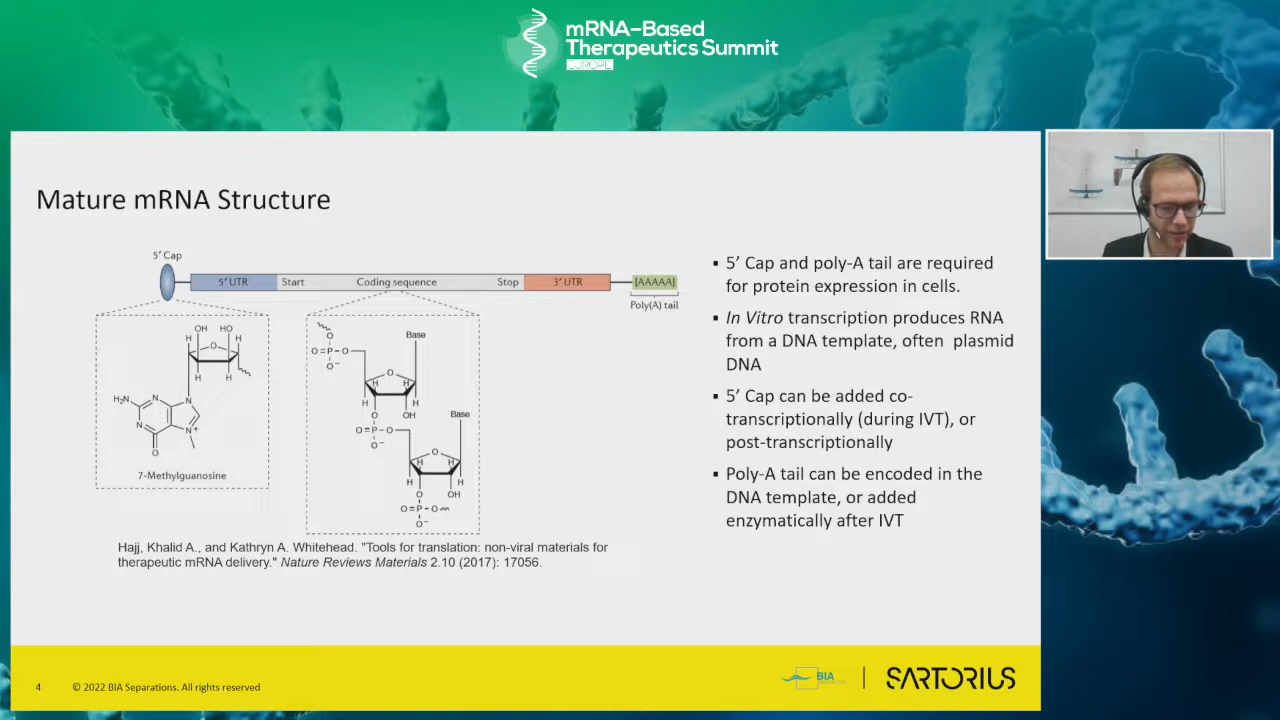 mRNA-Based
Therapeutics Summit
EUROPE
Mature mRNA Structure
5' Cap
5' UTR Start Coding sequence Stop 3' UTR [AAAAA]
Poly(A) tail
OH HO
H H
O
H H
H₂N N N
N N+
O
7-Methylguanosine
O
O=P-O Base
O-
O
H H
H H
O OH
O=P-O Base
O-
O
H H
H H
O OH
O=P-O
O-
Hajj, Khalid A., and Kathryn A. Whitehead. "Tools for translation: non-viral materials for
therapeutic mRNA delivery." Nature Reviews Materials 2.10 (2017): 17056.
▪ 5' Cap and poly-A tail are required
for protein expression in cells.
▪ In Vitro transcription produces RNA
from a DNA template, often plasmid
DNA
▪ 5' Cap can be added co-
transcriptionally (during IVT), or
post-transcriptionally
▪ Poly-A tail can be encoded in the
DNA template, or added
enzymatically after IVT
4 © 2022 BIA Separations. All rights reserved
BIA
SARTORIUS